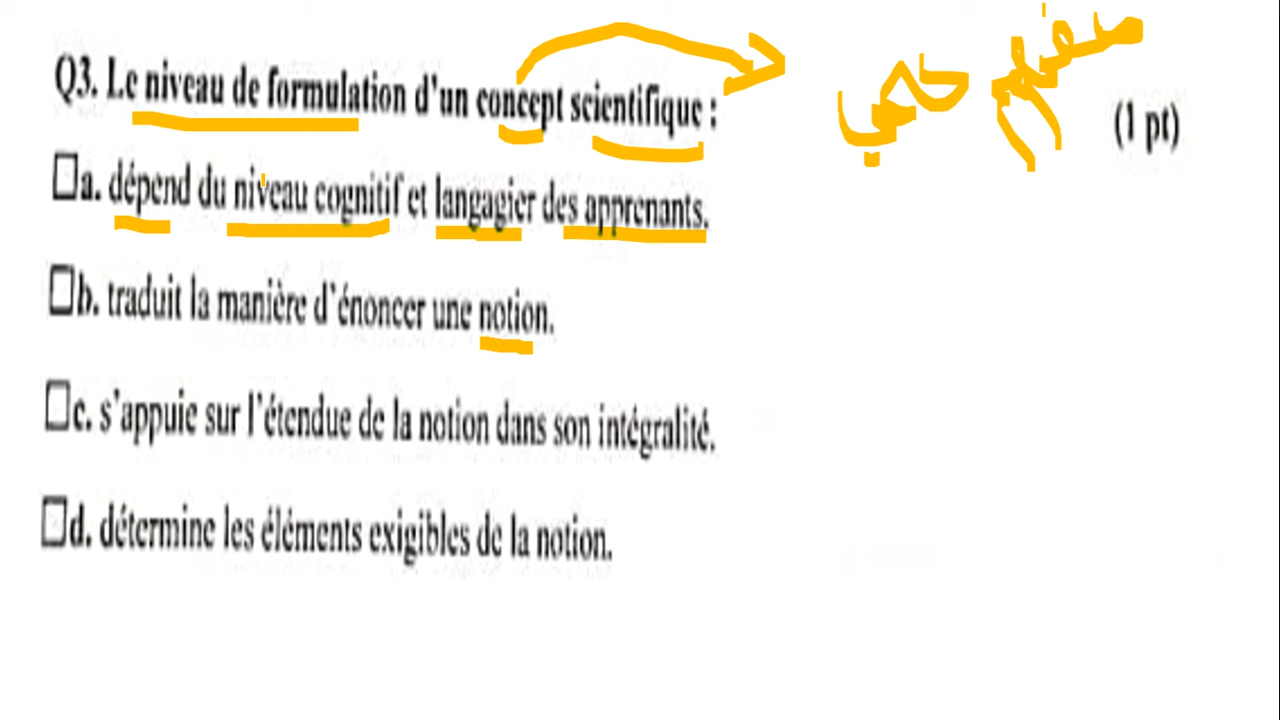 Q3. Le niveau de formulation d'un concept scientifique :
(1 pt)
□a. dépend du niveau cognitif et langagier des apprenants.
□b. traduit la manière d'énoncer une notion.
□c. s'appuie sur l'étendue de la notion dans son intégralité.
□d. détermine les éléments exigibles de la notion.